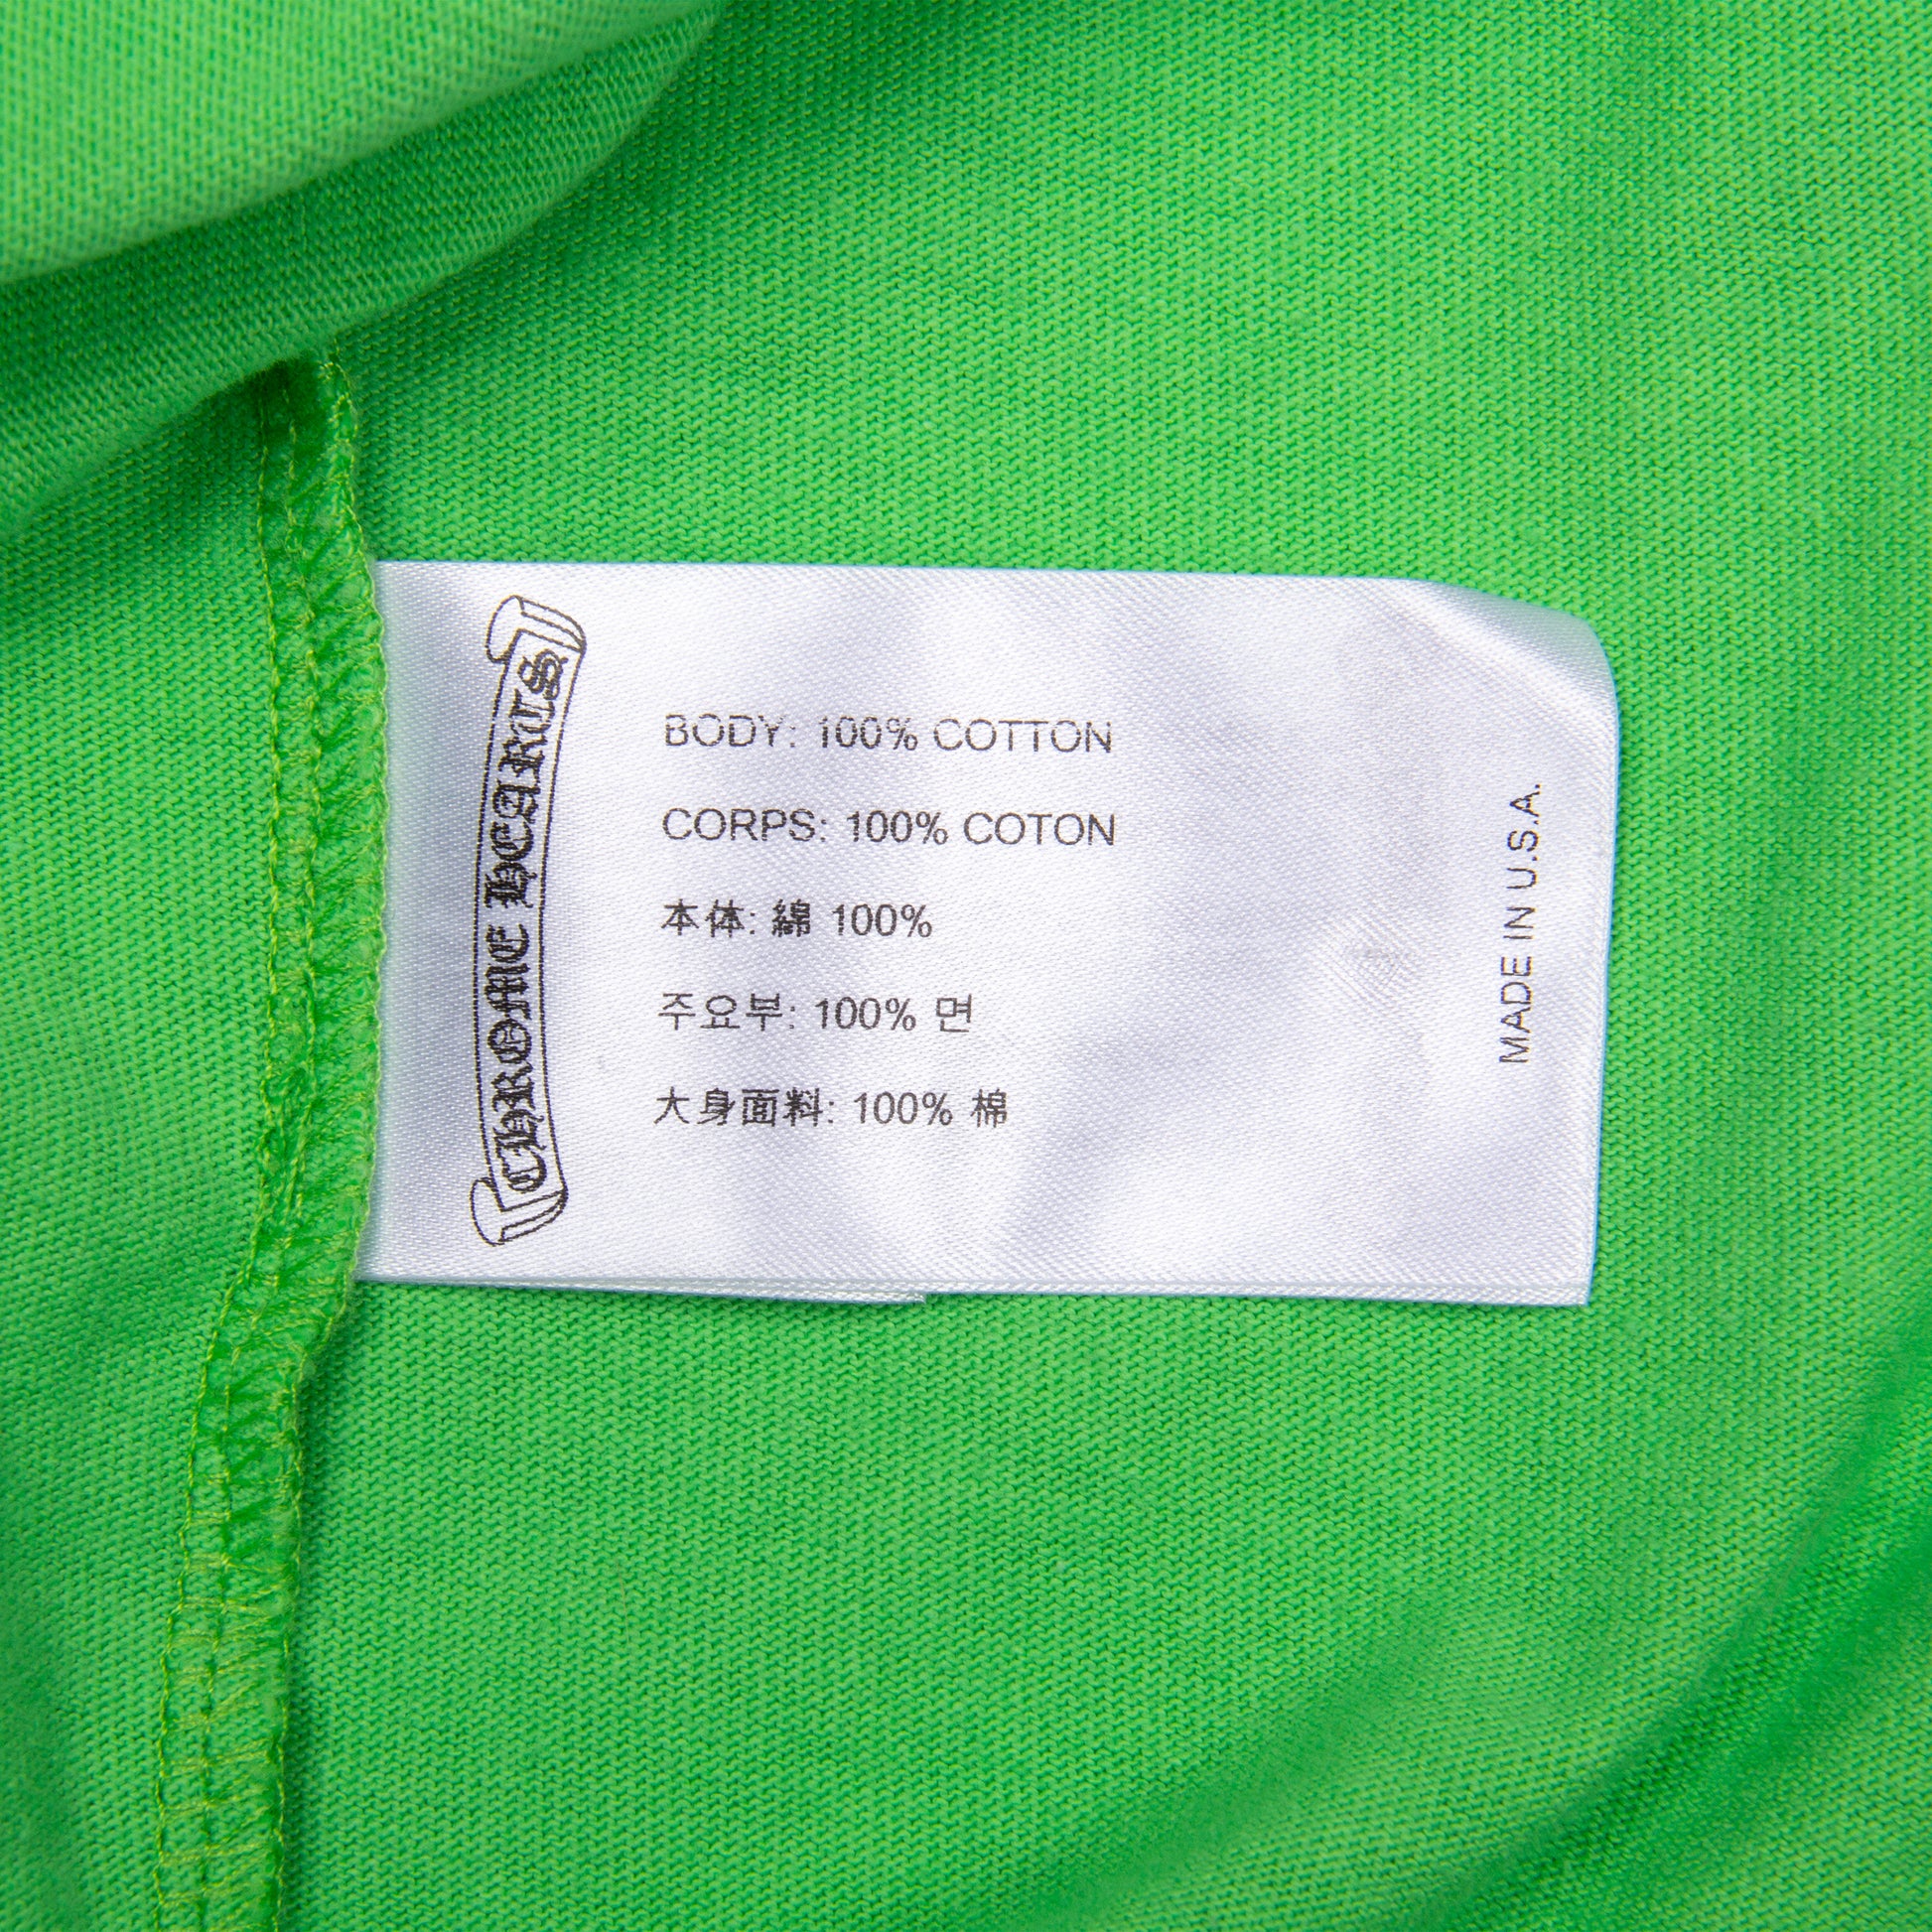 CHROME HEARTS
BODY: 100% COTTON
CORPS: 100% COTON
本体: 綿 100%
주요부: 100% 면
大身面料: 100% 棉
MADE IN U.S.A.